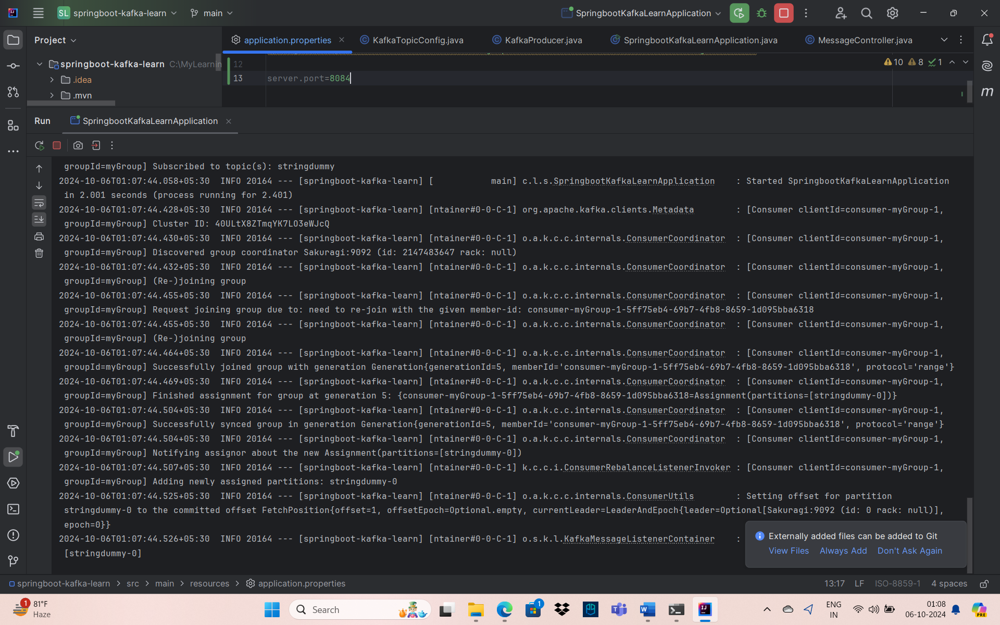 SL springboot-kafka-learn main SpringbootKafkaLearnApplication
Project application.properties KafkaTopicConfig.java KafkaProducer.java SpringbootKafkaLearnApplication.java MessageController.java
springboot-kafka-learn C:\MyLearnin 12 10 8 1
.idea 13 server.port=8084
.mvn
Run SpringbootKafkaLearnApplication
groupId=myGroup] Subscribed to topic(s): stringdummy
2024-10-06T01:07:44.058+05:30  INFO 20164 --- [springboot-kafka-learn] [           main] c.l.s.SpringbootKafkaLearnApplication    : Started SpringbootKafkaLearnApplication
in 2.001 seconds (process running for 2.401)
2024-10-06T01:07:44.428+05:30  INFO 20164 --- [springboot-kafka-learn] [ntainer#0-0-C-1] org.apache.kafka.clients.Metadata        : [Consumer clientId=consumer-myGroup-1,
groupId=myGroup] Cluster ID: 40ULtX8ZTmqYK7LO3eWJcQ
2024-10-06T01:07:44.430+05:30  INFO 20164 --- [springboot-kafka-learn] [ntainer#0-0-C-1] o.a.k.c.c.internals.ConsumerCoordinator  : [Consumer clientId=consumer-myGroup-1,
groupId=myGroup] Discovered group coordinator Sakuragi:9092 (id: 2147483647 rack: null)
2024-10-06T01:07:44.432+05:30  INFO 20164 --- [springboot-kafka-learn] [ntainer#0-0-C-1] o.a.k.c.c.internals.ConsumerCoordinator  : [Consumer clientId=consumer-myGroup-1,
groupId=myGroup] (Re-)joining group
2024-10-06T01:07:44.455+05:30  INFO 20164 --- [springboot-kafka-learn] [ntainer#0-0-C-1] o.a.k.c.c.internals.ConsumerCoordinator  : [Consumer clientId=consumer-myGroup-1,
groupId=myGroup] Request joining group due to: need to re-join with the given member-id: consumer-myGroup-1-5ff75eb4-69b7-4fb8-8659-1d095bba6318
2024-10-06T01:07:44.455+05:30  INFO 20164 --- [springboot-kafka-learn] [ntainer#0-0-C-1] o.a.k.c.c.internals.ConsumerCoordinator  : [Consumer clientId=consumer-myGroup-1,
groupId=myGroup] (Re-)joining group
2024-10-06T01:07:44.464+05:30  INFO 20164 --- [springboot-kafka-learn] [ntainer#0-0-C-1] o.a.k.c.c.internals.ConsumerCoordinator  : [Consumer clientId=consumer-myGroup-1,
groupId=myGroup] Successfully joined group with generation Generation{generationId=5, memberId='consumer-myGroup-1-5ff75eb4-69b7-4fb8-8659-1d095bba6318', protocol='range'}
2024-10-06T01:07:44.469+05:30  INFO 20164 --- [springboot-kafka-learn] [ntainer#0-0-C-1] o.a.k.c.c.internals.ConsumerCoordinator  : [Consumer clientId=consumer-myGroup-1,
groupId=myGroup] Finished assignment for group at generation 5: {consumer-myGroup-1-5ff75eb4-69b7-4fb8-8659-1d095bba6318=Assignment(partitions=[stringdummy-0])}
2024-10-06T01:07:44.504+05:30  INFO 20164 --- [springboot-kafka-learn] [ntainer#0-0-C-1] o.a.k.c.c.internals.ConsumerCoordinator  : [Consumer clientId=consumer-myGroup-1,
groupId=myGroup] Successfully synced group in generation Generation{generationId=5, memberId='consumer-myGroup-1-5ff75eb4-69b7-4fb8-8659-1d095bba6318', protocol='range'}
2024-10-06T01:07:44.504+05:30  INFO 20164 --- [springboot-kafka-learn] [ntainer#0-0-C-1] o.a.k.c.c.internals.ConsumerCoordinator  : [Consumer clientId=consumer-myGroup-1,
groupId=myGroup] Notifying assignor about the new Assignment(partitions=[stringdummy-0])
2024-10-06T01:07:44.507+05:30  INFO 20164 --- [springboot-kafka-learn] [ntainer#0-0-C-1] k.c.c.i.ConsumerRebalanceListenerInvoker : [Consumer clientId=consumer-myGroup-1,
groupId=myGroup] Adding newly assigned partitions: stringdummy-0
2024-10-06T01:07:44.525+05:30  INFO 20164 --- [springboot-kafka-learn] [ntainer#0-0-C-1] o.a.k.c.c.internals.ConsumerUtils        : Setting offset for partition
stringdummy-0 to the committed offset FetchPosition{offset=1, offsetEpoch=Optional.empty, currentLeader=LeaderAndEpoch{leader=Optional[Sakuragi:9092 (id: 0 rack: null)],
epoch=0}}
2024-10-06T01:07:44.526+05:30  INFO 20164 --- [springboot-kafka-learn] [ntainer#0-0-C-1] o.s.k.l.KafkaMessageListenerContainer    :
[stringdummy-0]
Externally added files can be added to Git
View Files Always Add Don't Ask Again
springboot-kafka-learn > src > main > resources > application.properties 13:17 LF ISO-8859-1 4 spaces
1 81°F
Haze
Search
1
ENG
IN
01:08
06-10-2024
PRE